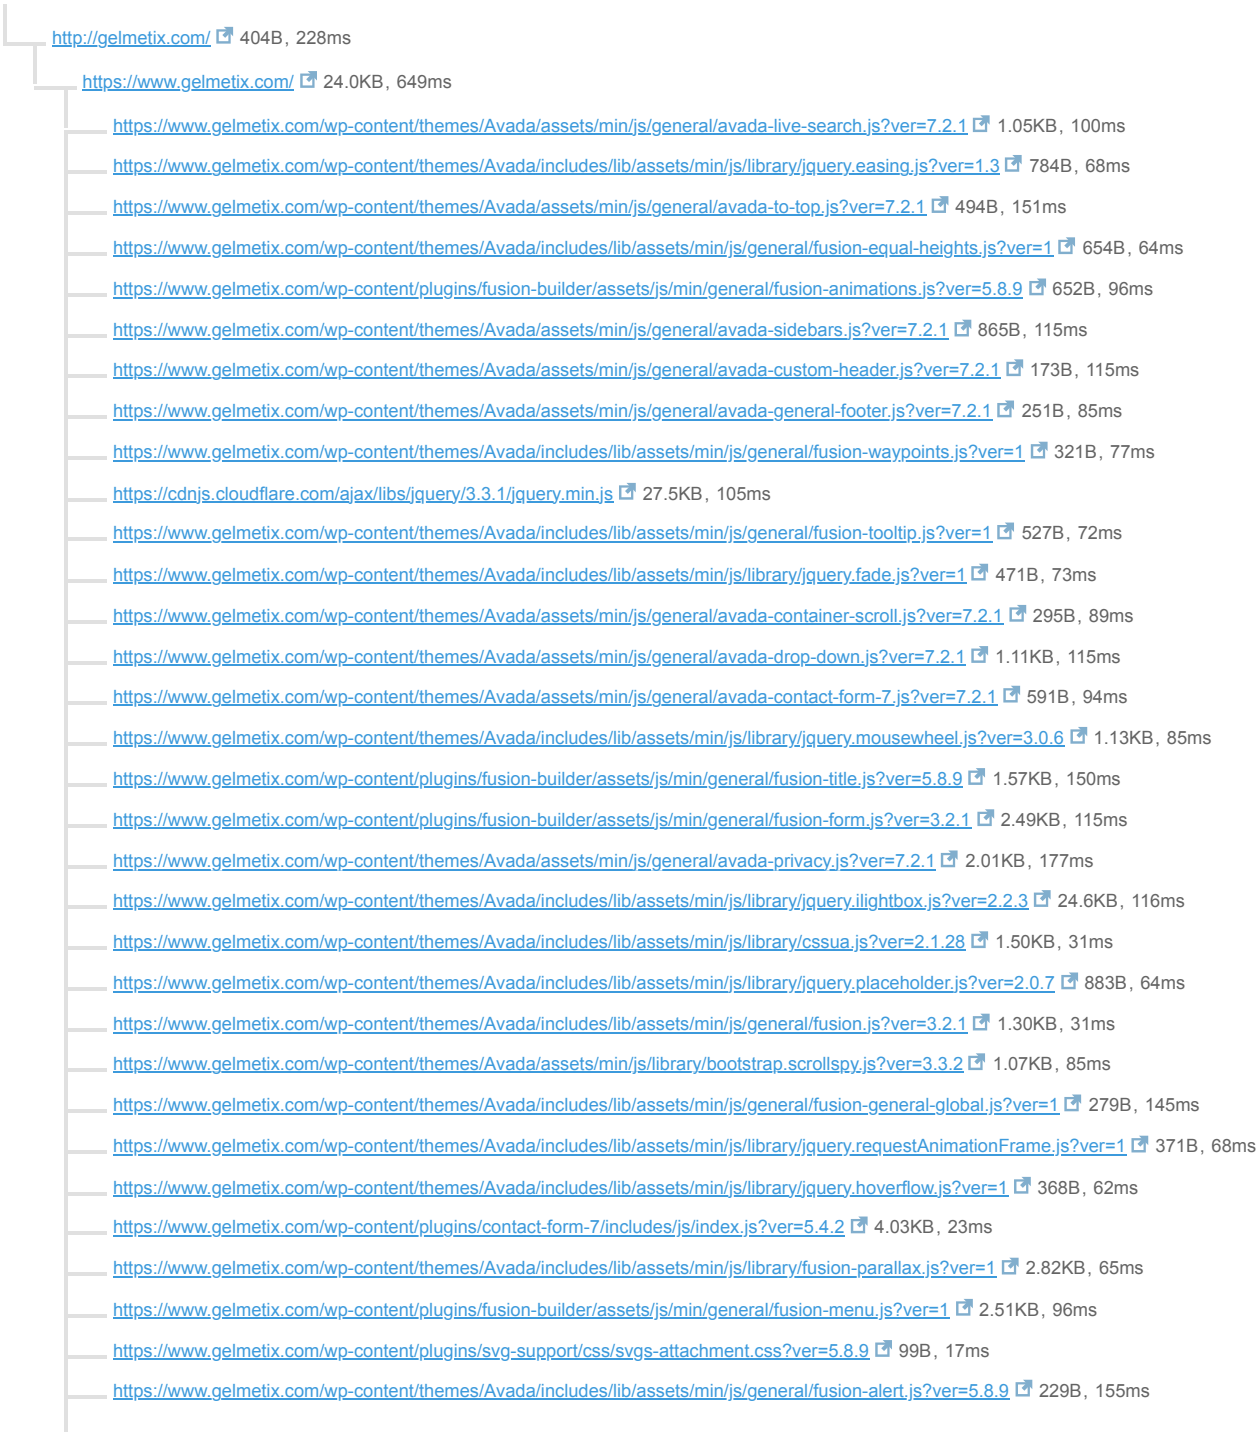 http://gelmetix.com/ 404B, 228ms
https://www.gelmetix.com/ 24.0KB, 649ms
https://www.gelmetix.com/wp-content/themes/Avada/assets/min/js/general/avada-live-search.js?ver=7.2.1 1.05KB, 100ms
https://www.gelmetix.com/wp-content/themes/Avada/includes/lib/assets/min/js/library/jquery.easing.js?ver=1.3 784B, 68ms
https://www.gelmetix.com/wp-content/themes/Avada/assets/min/js/general/avada-to-top.js?ver=7.2.1 494B, 151ms
https://www.gelmetix.com/wp-content/themes/Avada/includes/lib/assets/min/js/general/fusion-equal-heights.js?ver=1 654B, 64ms
https://www.gelmetix.com/wp-content/plugins/fusion-builder/assets/js/min/general/fusion-animations.js?ver=5.8.9 652B, 96ms
https://www.gelmetix.com/wp-content/themes/Avada/assets/min/js/general/avada-sidebars.js?ver=7.2.1 865B, 115ms
https://www.gelmetix.com/wp-content/themes/Avada/assets/min/js/general/avada-custom-header.js?ver=7.2.1 173B, 115ms
https://www.gelmetix.com/wp-content/themes/Avada/assets/min/js/general/avada-general-footer.js?ver=7.2.1 251B, 85ms
https://www.gelmetix.com/wp-content/themes/Avada/includes/lib/assets/min/js/general/fusion-waypoints.js?ver=1 321B, 77ms
https://cdnjs.cloudflare.com/ajax/libs/jquery/3.3.1/jquery.min.js 27.5KB, 105ms
https://www.gelmetix.com/wp-content/themes/Avada/includes/lib/assets/min/js/general/fusion-tooltip.js?ver=1 527B, 72ms
https://www.gelmetix.com/wp-content/themes/Avada/includes/lib/assets/min/js/library/jquery.fade.js?ver=1 471B, 73ms
https://www.gelmetix.com/wp-content/themes/Avada/assets/min/js/general/avada-container-scroll.js?ver=7.2.1 295B, 89ms
https://www.gelmetix.com/wp-content/themes/Avada/assets/min/js/general/avada-drop-down.js?ver=7.2.1 1.11KB, 115ms
https://www.gelmetix.com/wp-content/themes/Avada/assets/min/js/general/avada-contact-form-7.js?ver=7.2.1 591B, 94ms
https://www.gelmetix.com/wp-content/themes/Avada/includes/lib/assets/min/js/library/jquery.mousewheel.js?ver=3.0.6 1.13KB, 85ms
https://www.gelmetix.com/wp-content/plugins/fusion-builder/assets/js/min/general/fusion-title.js?ver=5.8.9 1.57KB, 150ms
https://www.gelmetix.com/wp-content/plugins/fusion-builder/assets/js/min/general/fusion-form.js?ver=3.2.1 2.49KB, 115ms
https://www.gelmetix.com/wp-content/themes/Avada/assets/min/js/general/avada-privacy.js?ver=7.2.1 2.01KB, 177ms
https://www.gelmetix.com/wp-content/themes/Avada/includes/lib/assets/min/js/library/jquery.ilightbox.js?ver=2.2.3 24.6KB, 116ms
https://www.gelmetix.com/wp-content/themes/Avada/includes/lib/assets/min/js/library/cssua.js?ver=2.1.28 1.50KB, 31ms
https://www.gelmetix.com/wp-content/themes/Avada/includes/lib/assets/min/js/library/jquery.placeholder.js?ver=2.0.7 883B, 64ms
https://www.gelmetix.com/wp-content/themes/Avada/includes/lib/assets/min/js/general/fusion.js?ver=3.2.1 1.30KB, 31ms
https://www.gelmetix.com/wp-content/themes/Avada/assets/min/js/library/bootstrap.scrollspy.js?ver=3.3.2 1.07KB, 85ms
https://www.gelmetix.com/wp-content/themes/Avada/includes/lib/assets/min/js/general/fusion-general-global.js?ver=1 279B, 145ms
https://www.gelmetix.com/wp-content/themes/Avada/includes/lib/assets/min/js/library/jquery.requestAnimationFrame.js?ver=1 371B, 68ms
https://www.gelmetix.com/wp-content/themes/Avada/includes/lib/assets/min/js/library/jquery.hoverflow.js?ver=1 368B, 62ms
https://www.gelmetix.com/wp-content/plugins/contact-form-7/includes/js/index.js?ver=5.4.2 4.03KB, 23ms
https://www.gelmetix.com/wp-content/themes/Avada/includes/lib/assets/min/js/library/fusion-parallax.js?ver=1 2.82KB, 65ms
https://www.gelmetix.com/wp-content/plugins/fusion-builder/assets/js/min/general/fusion-menu.js?ver=1 2.51KB, 96ms
https://www.gelmetix.com/wp-content/plugins/svg-support/css/svgs-attachment.css?ver=5.8.9 99B, 17ms
https://www.gelmetix.com/wp-content/themes/Avada/includes/lib/assets/min/js/general/fusion-alert.js?ver=5.8.9 229B, 155ms